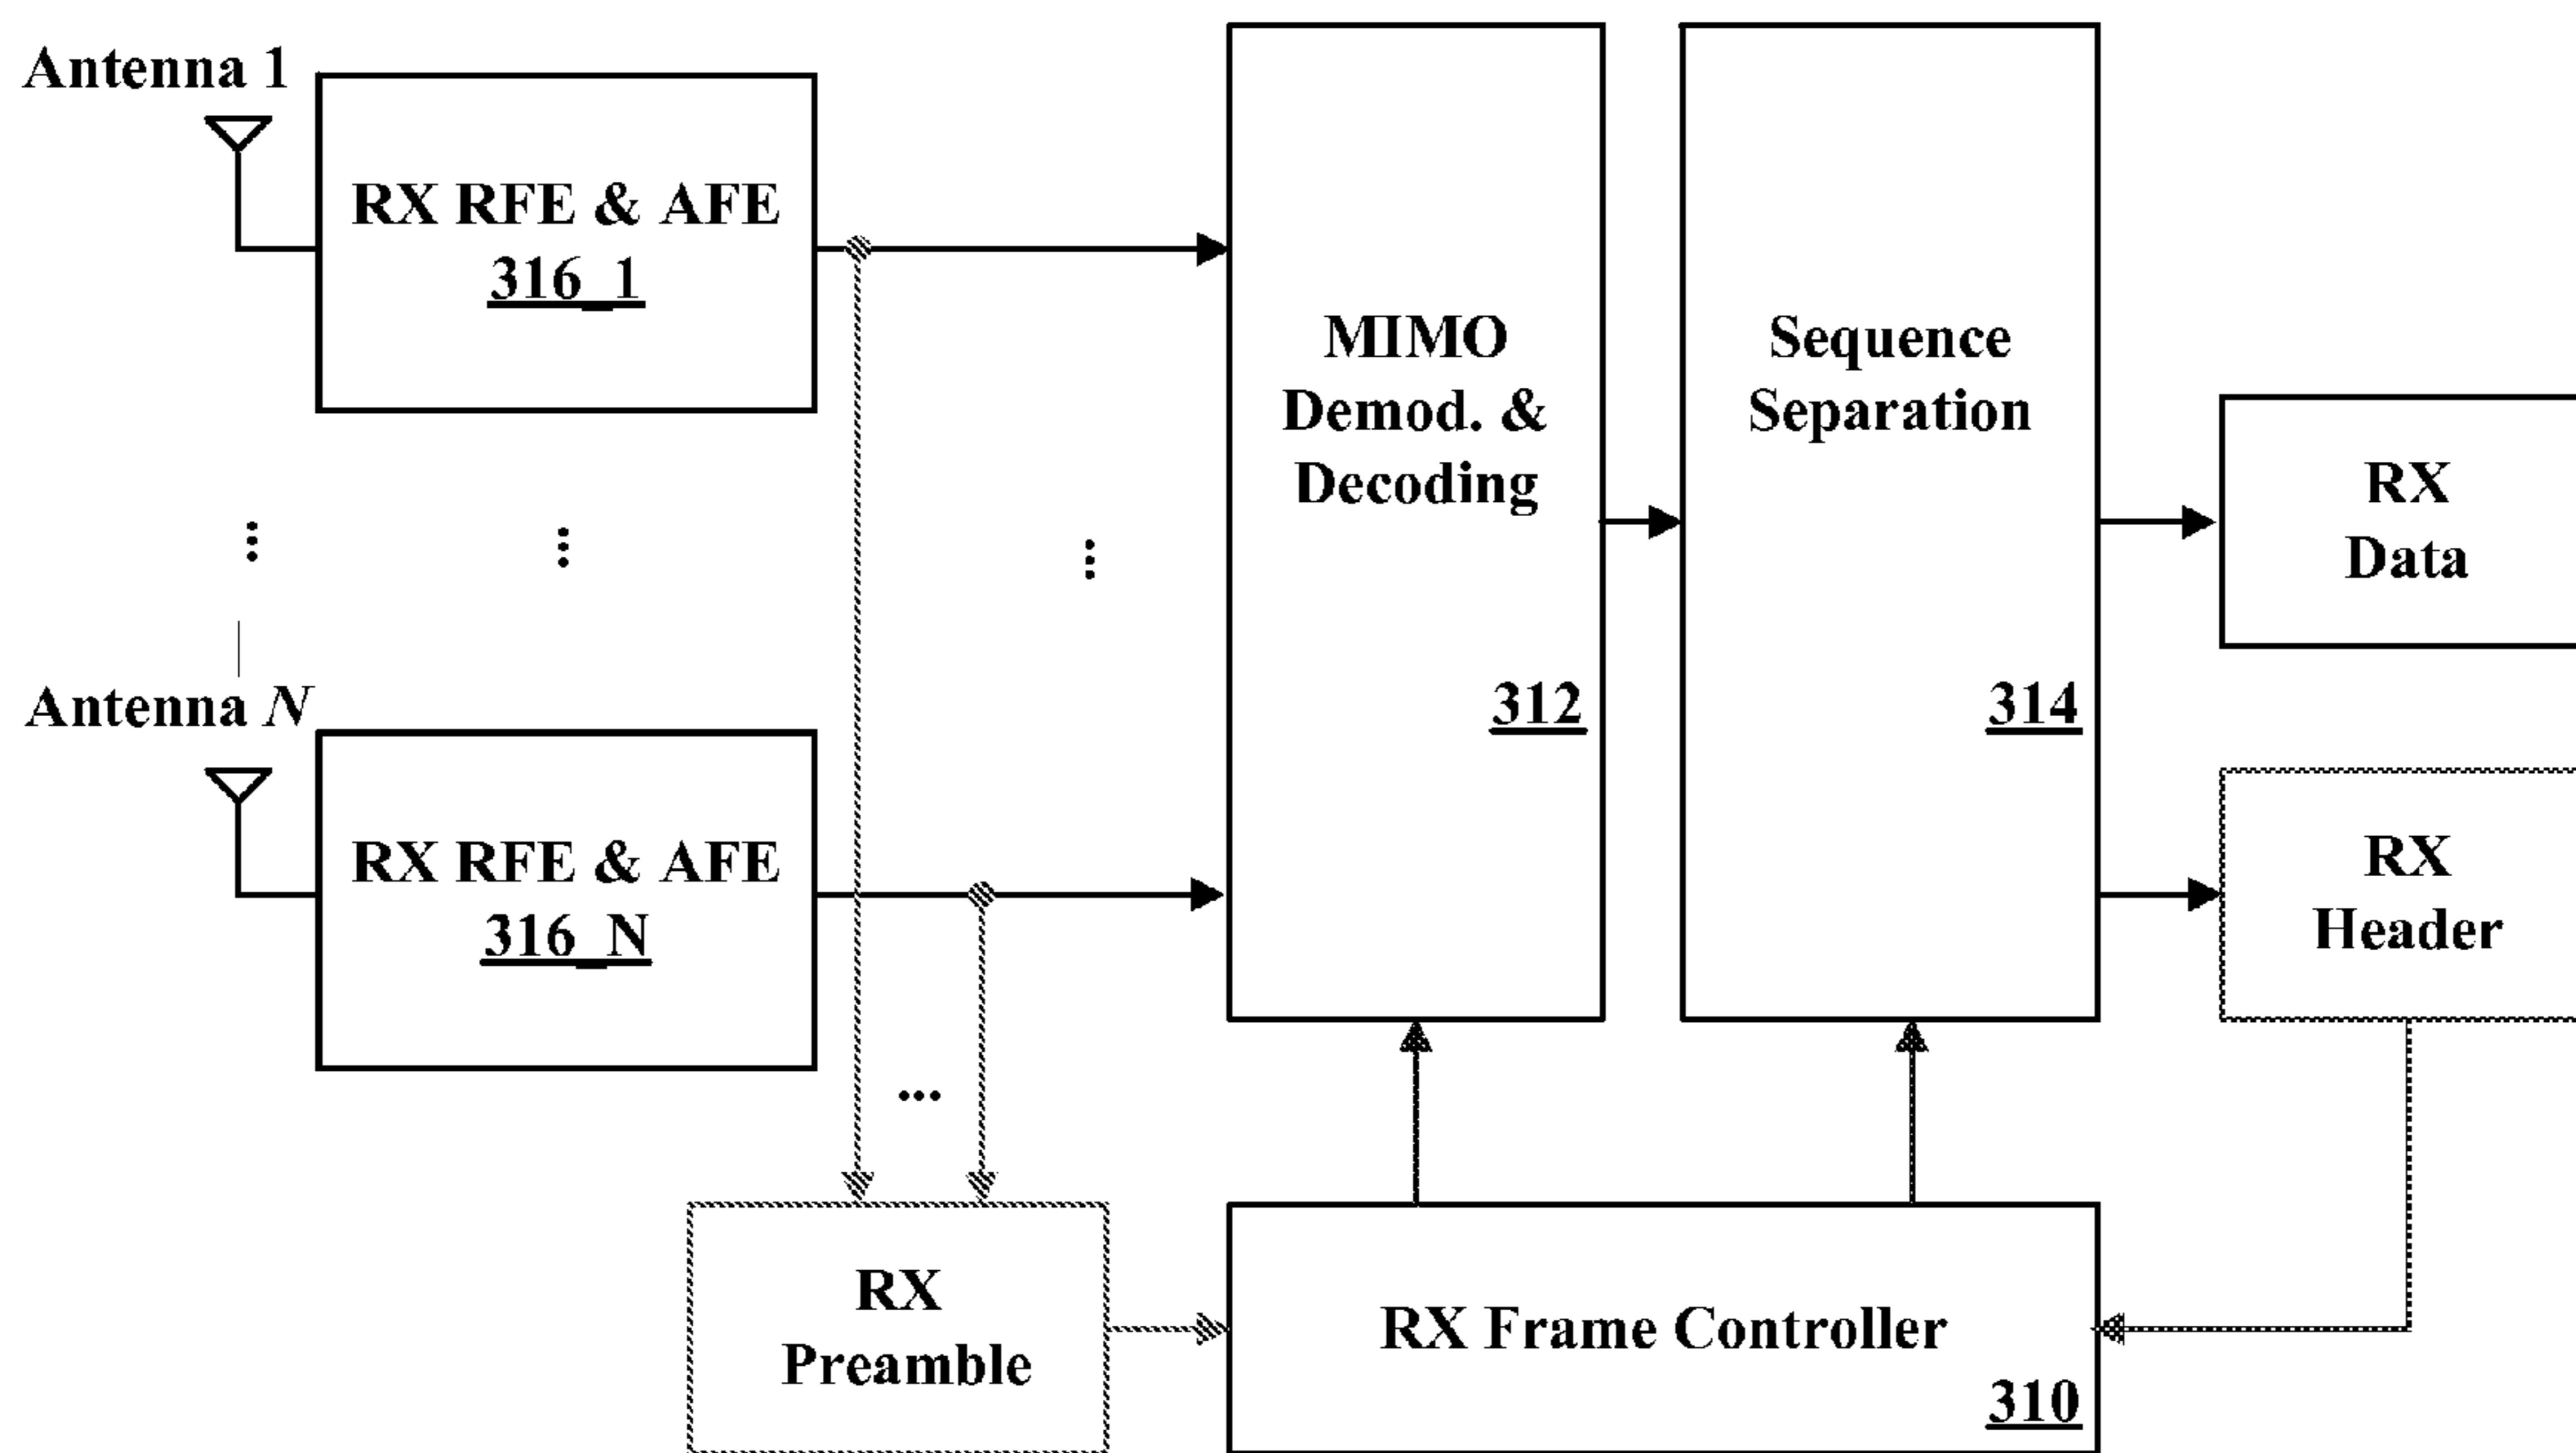 Antenna 1
RX RFE & AFE
316_1
MIMO
Demod. &
Decoding
312
Sequence
Separation
314
RX
Data
Antenna N
RX RFE & AFE
316_N
RX
Header
RX
Preamble
RX Frame Controller
310